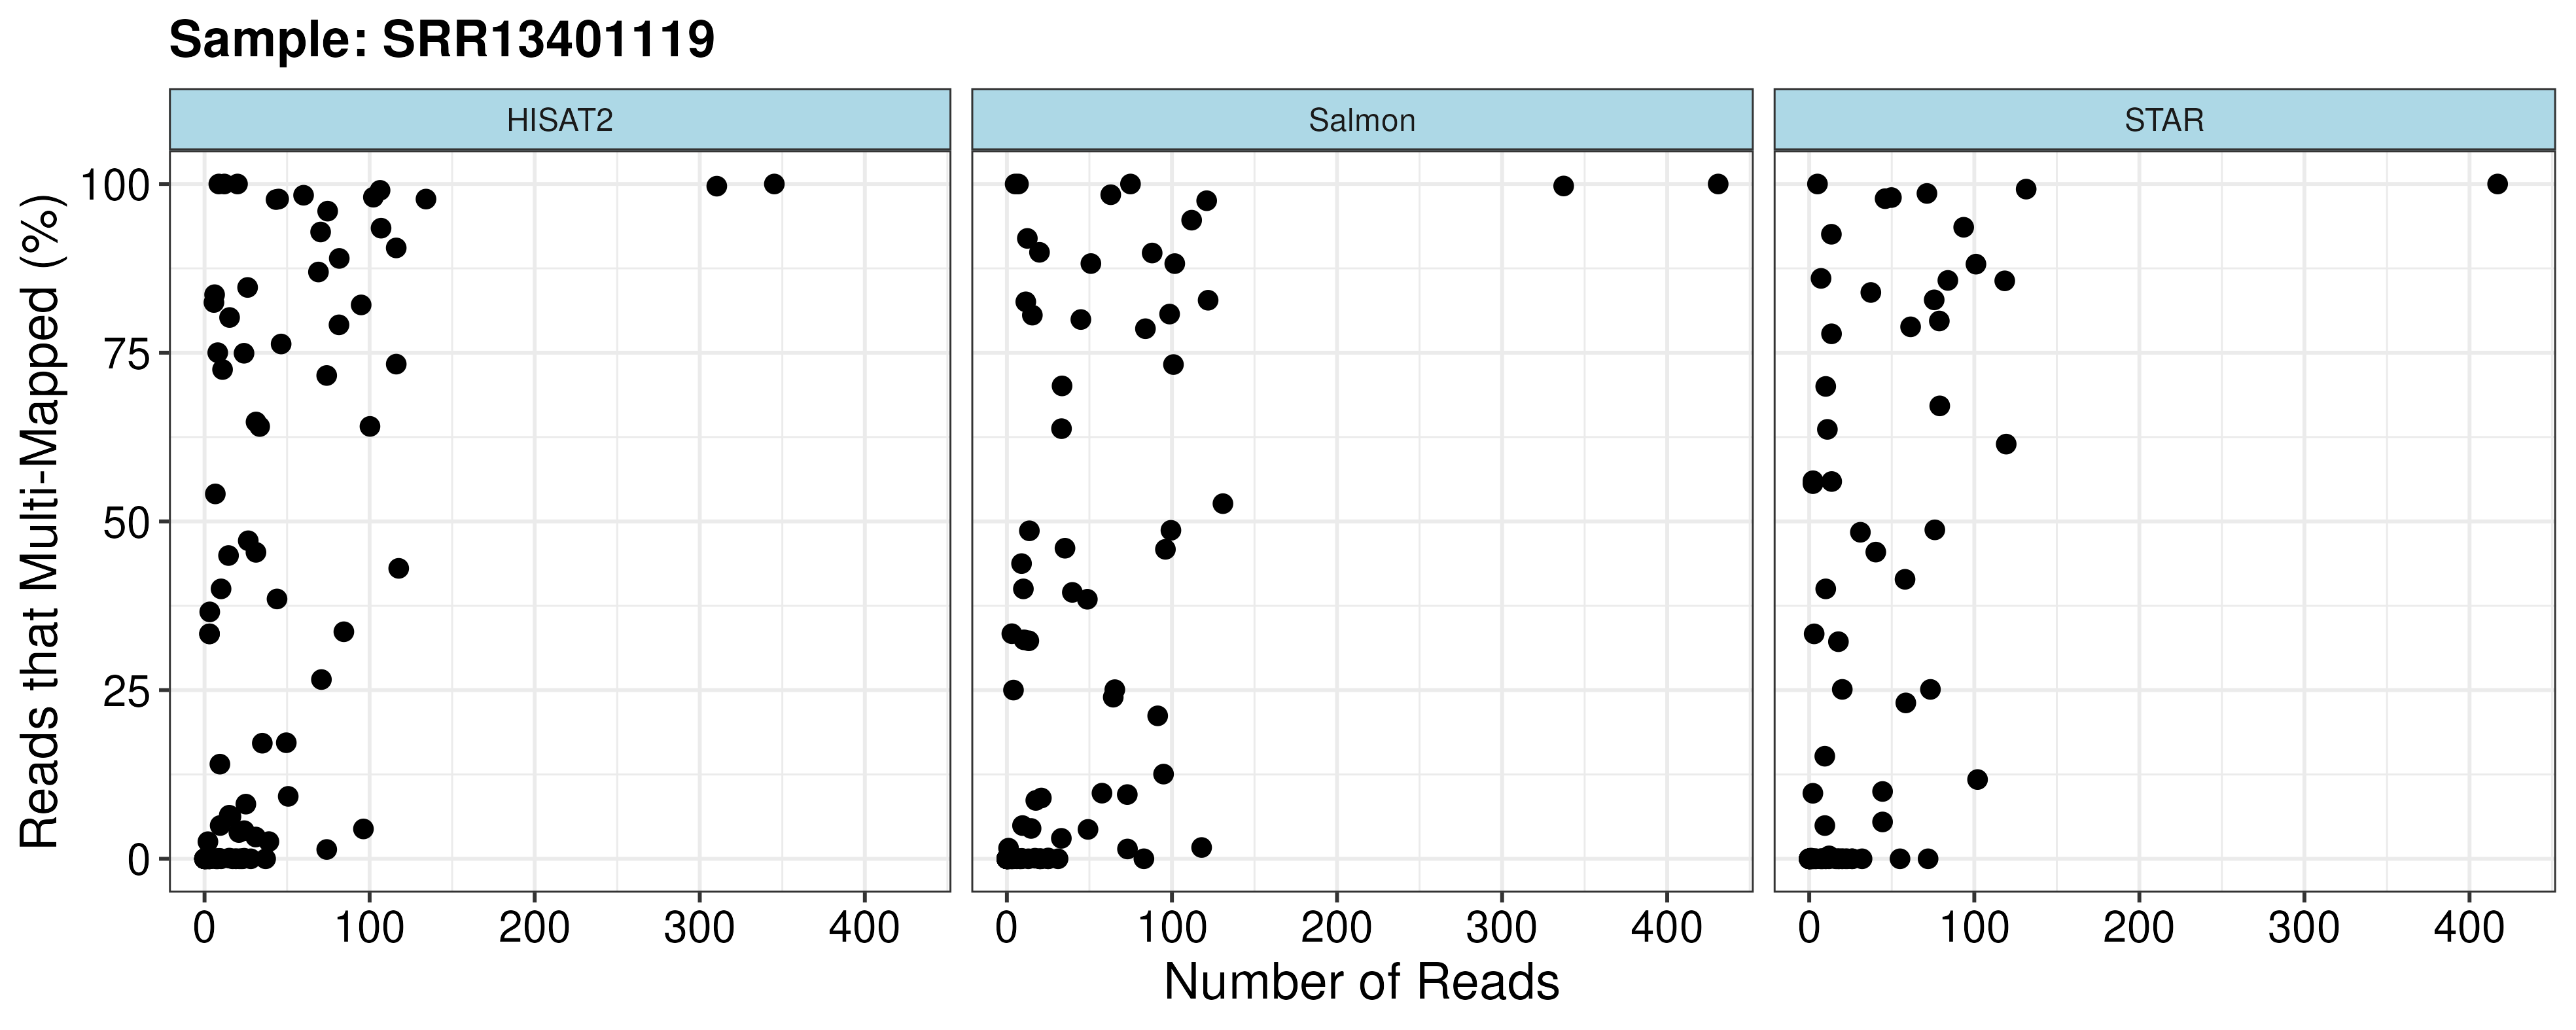 Sample: SRR13401119
HISAT2 Salmon STAR
Reads that Multi-Mapped (%)
100
75
50
25
0
0 100 200 300 400 0 100 200 300 400 0 100 200 300 400
Number of Reads